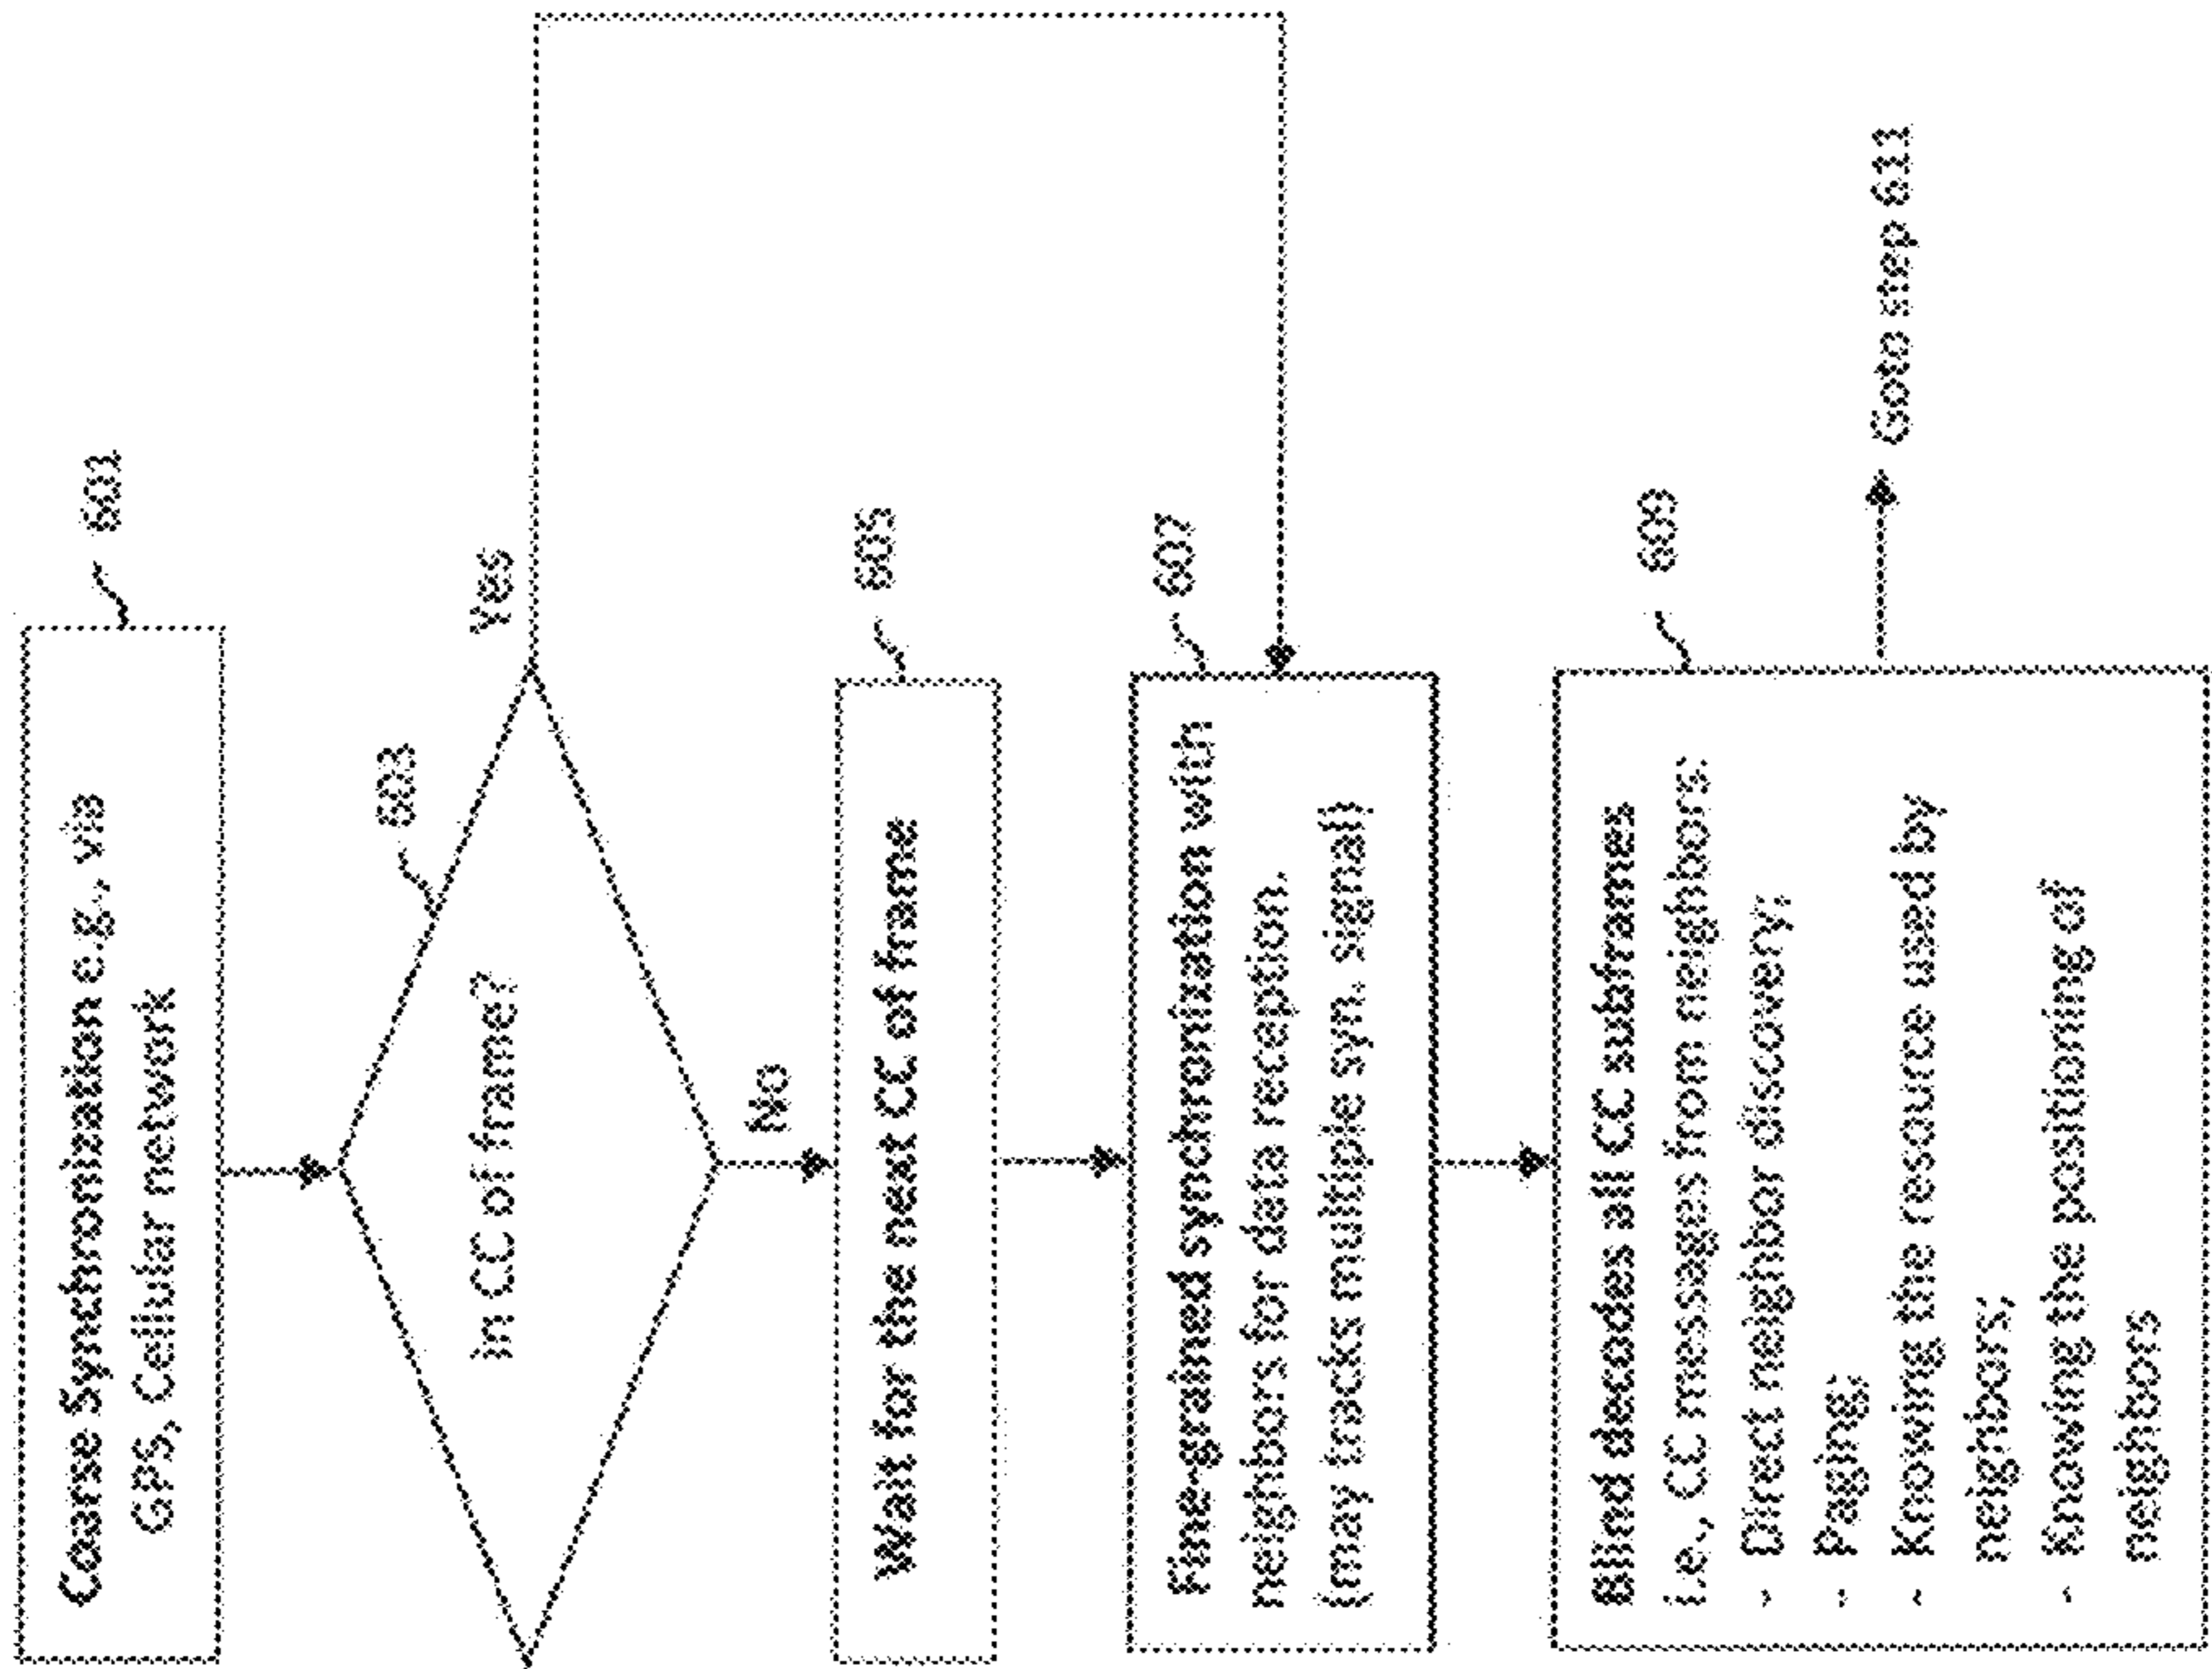 Coarse Synchronization e.g., via
GPS, Cellular network
601
603
In CC of frame?
Yes
No
Wait for the next CC of frame
605
Fine-grained synchronization with
neighbors for data reception.
(may tracks multiple syn. signal)
607
Blind decodes all CC subframes
i.e., CC messages from neighbors:
- Direct neighbor discovery;
- Paging;
- Knowing the resource used by
neighbors;
- Knowing the positioning of
neighbors
609
Goto step 611